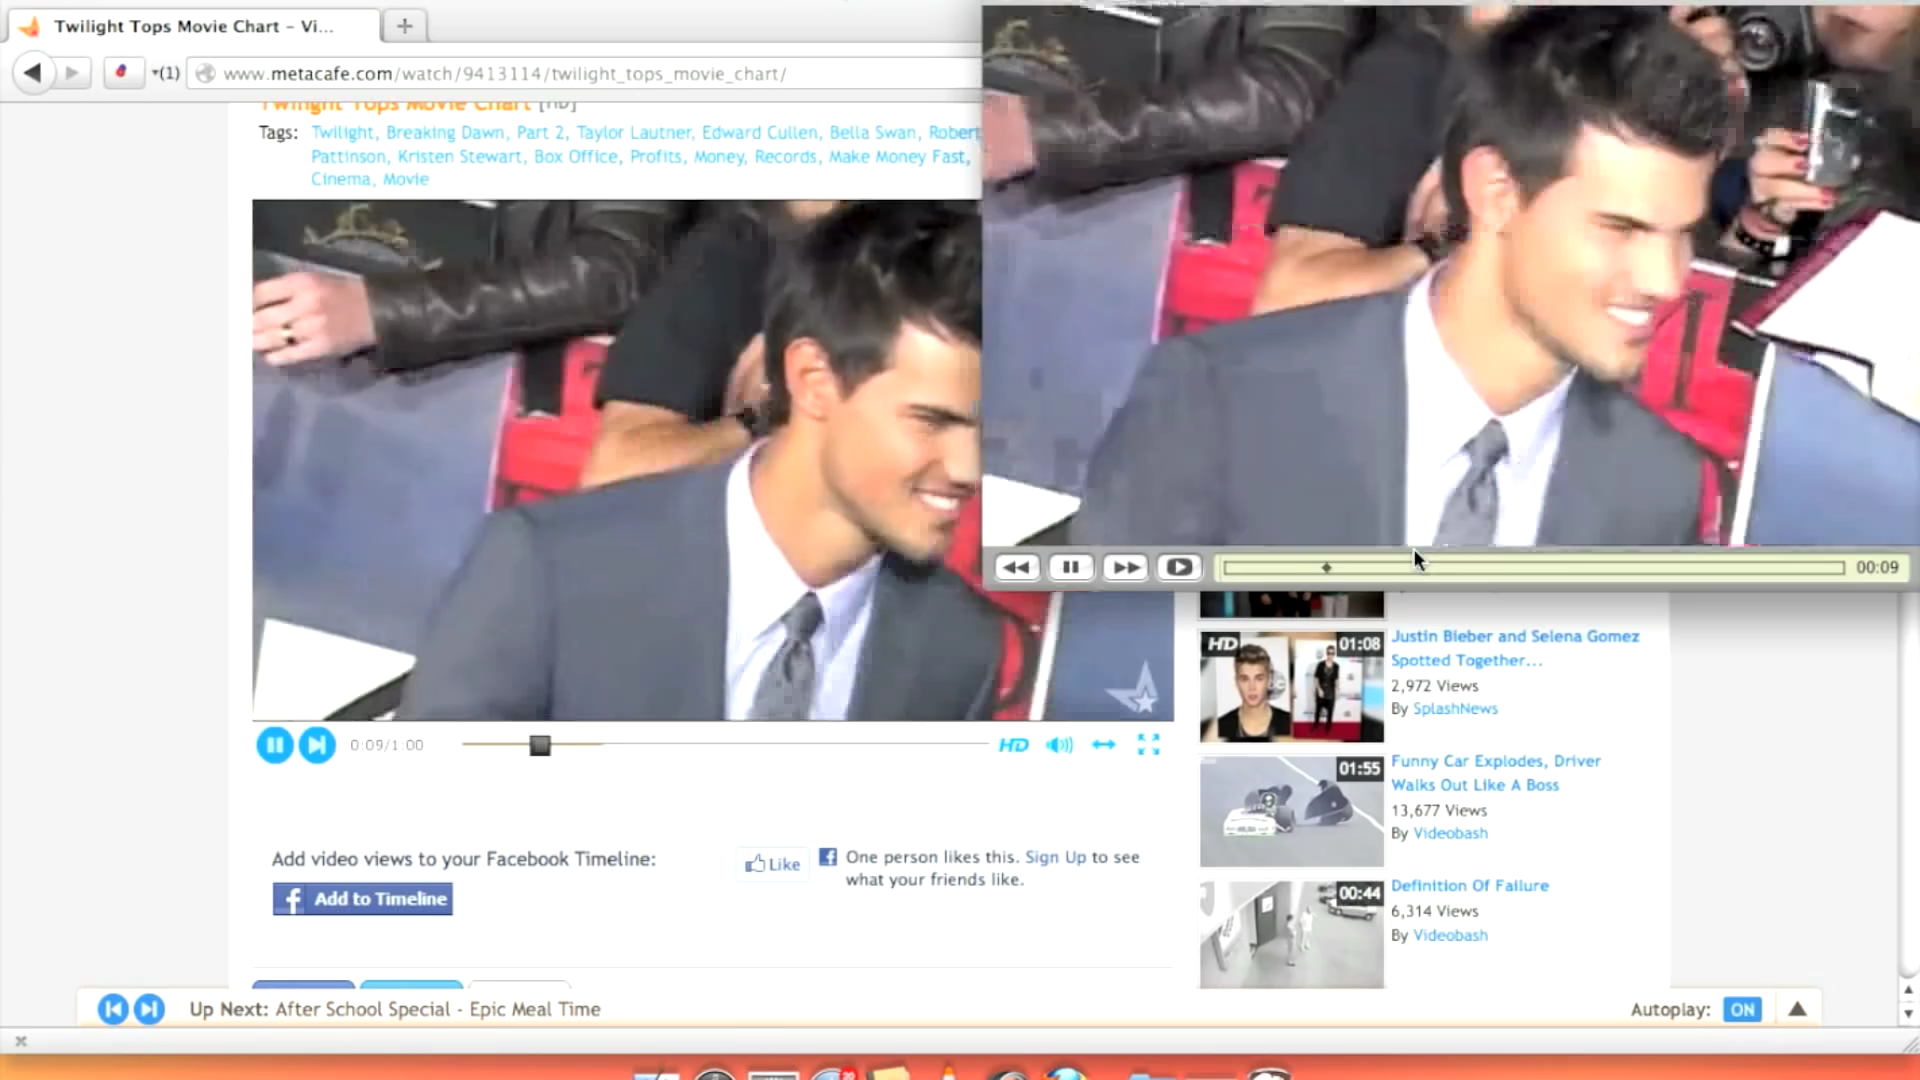 Twilight Tops Movie Chart – Vi...
(1)
www.metacafe.com/watch/9413114/twilight_tops_movie_chart/
Twilight Tops Movie Chart [HD]
Tags: Twilight, Breaking Dawn, Part 2, Taylor Lautner, Edward Cullen, Bella Swan, Robert
Pattinson, Kristen Stewart, Box Office, Profits, Money, Records, Make Money Fast,
Cinema, Movie
00:09
0:09/1:00
HD
HD 01:08
Justin Bieber and Selena Gomez
Spotted Together...
2,972 Views
By SplashNews
01:55
Funny Car Explodes, Driver
Walks Out Like A Boss
13,677 Views
By Videobash
00:44
Definition Of Failure
6,314 Views
By Videobash
Add video views to your Facebook Timeline:
Add to Timeline
Like
One person likes this. Sign Up to see
what your friends like.
Up Next: After School Special - Epic Meal Time
Autoplay: ON
20